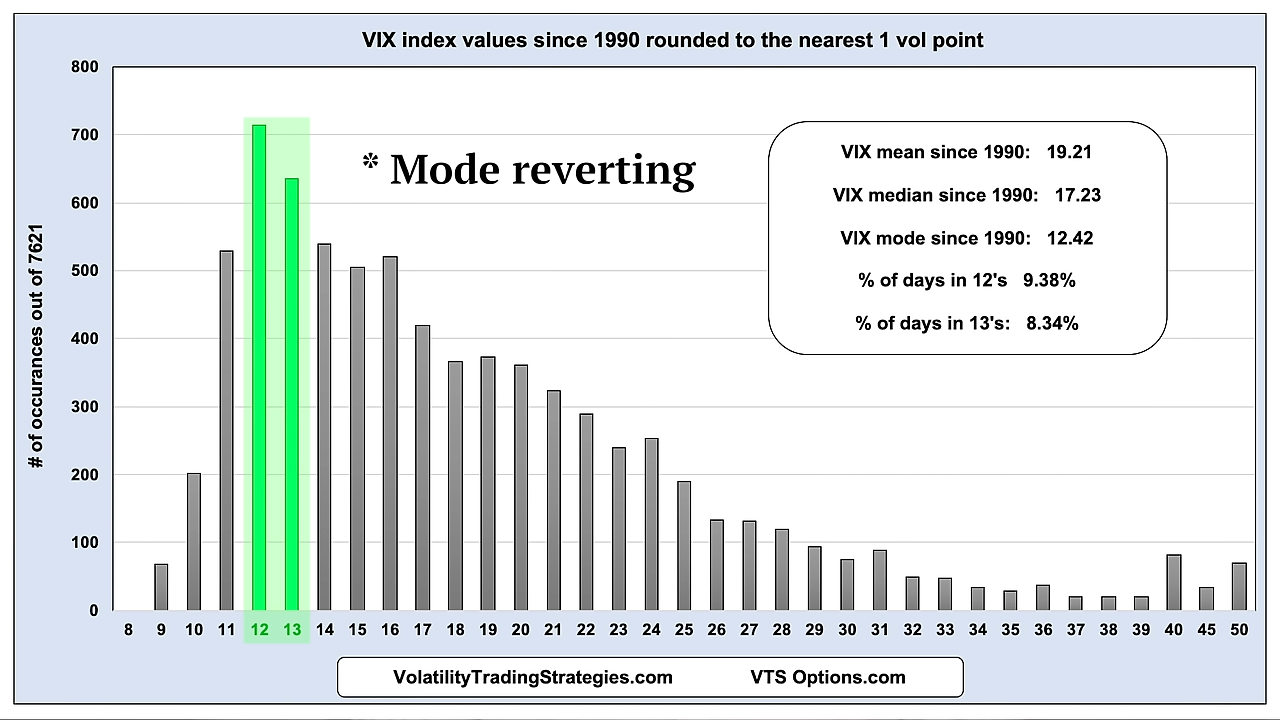 VIX index values since 1990 rounded to the nearest 1 vol point
# of occurances out of 7621
800
700
600
500
400
300
200
100
0
* Mode reverting
VIX mean since 1990: 19.21
VIX median since 1990: 17.23
VIX mode since 1990: 12.42
% of days in 12's 9.38%
% of days in 13's: 8.34%
8 9 10 11 12 13 14 15 16 17 18 19 20 21 22 23 24 25 26 27 28 29 30 31 32 33 34 35 36 37 38 39 40 45 50
VolatilityTradingStrategies.com VTS Options.com